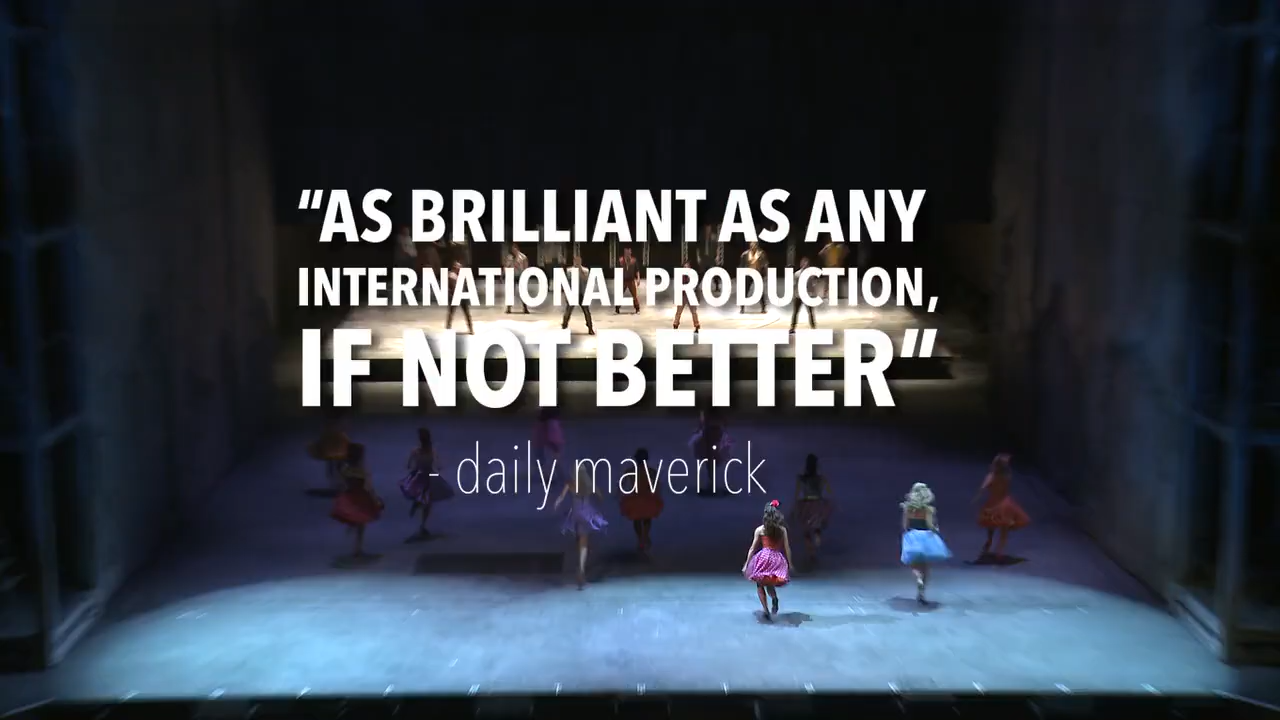 “AS BRILLIANT AS ANY
INTERNATIONAL PRODUCTION,
IF NOT BETTER”
- daily maverick